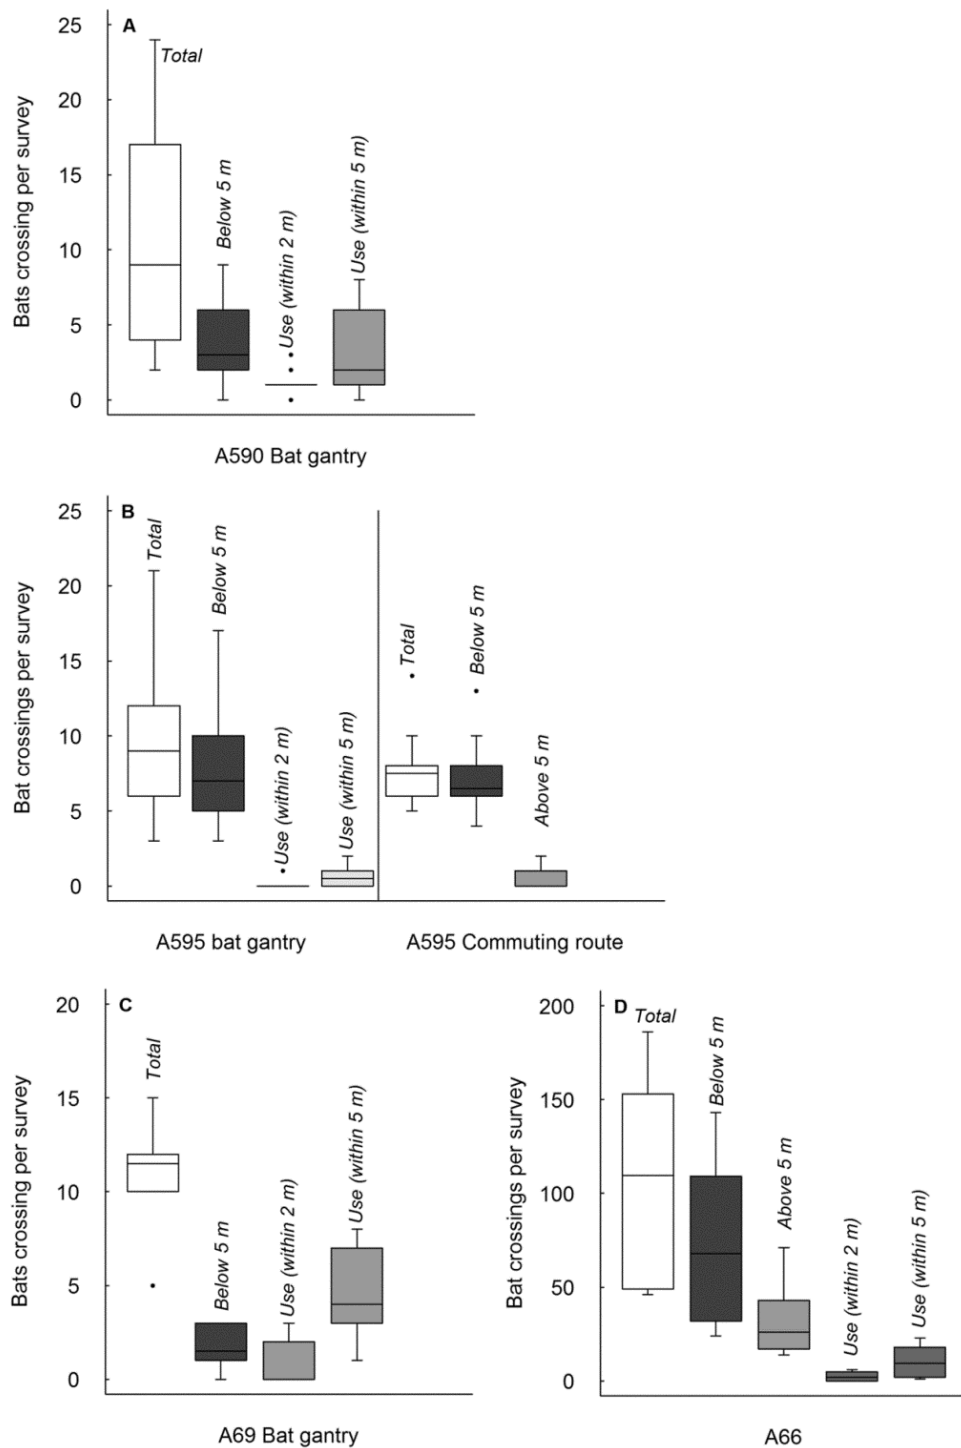 A
Total
Below 5 m
Use (within 2 m)
Use (within 5 m)
Bats crossing per survey
25
20
15
10
5
0
A590 Bat gantry
B
Total
Below 5 m
Use (within 2 m)
Use (within 5 m)
Total
Below 5 m
Above 5 m
Bat crossings per survey
25
20
15
10
5
0
A595 bat gantry
A595 Commuting route
C
Total
Below 5 m
Use (within 2 m)
Use (within 5 m)
Bats crossing per survey
20
15
10
5
0
A69 Bat gantry
D
Total
Below 5 m
Above 5 m
Use (within 2 m)
Use (within 5 m)
Bat crossings per survey
200
150
100
50
0
A66